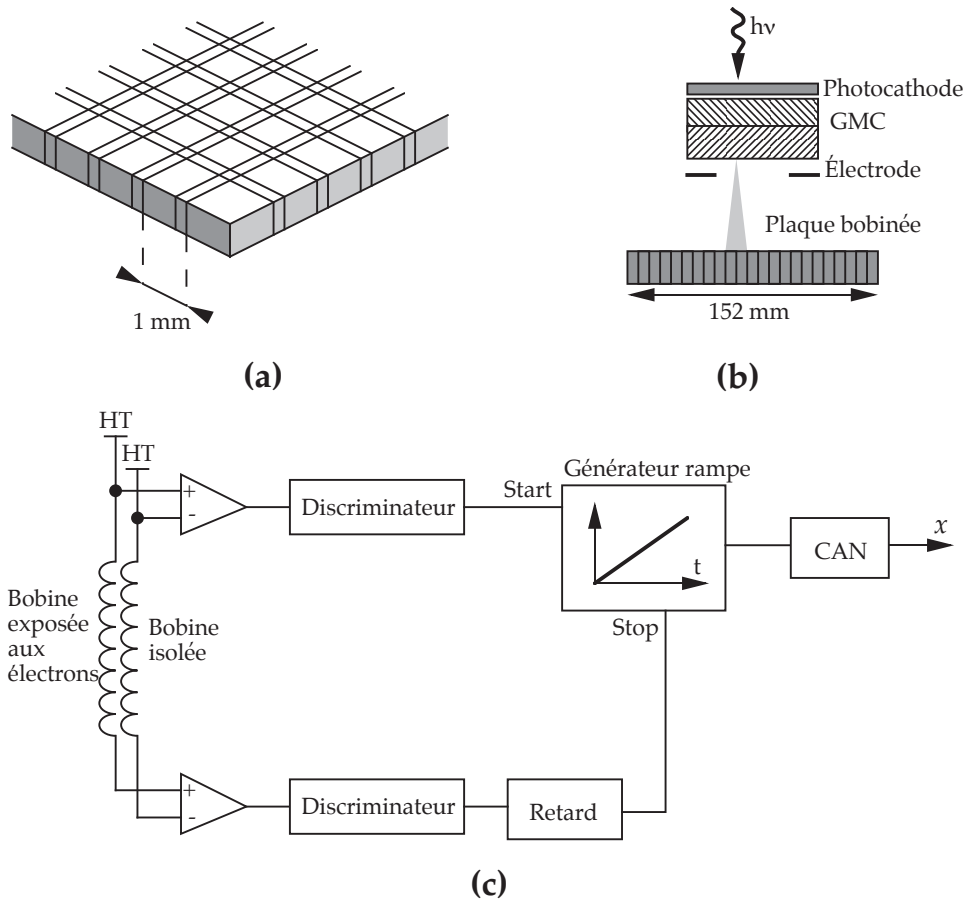 1 mm
(a)
hν
Photocathode
GMC
Électrode
Plaque bobinée
152 mm
(b)
HT
HT
+
-
Discriminateur
Start
Générateur rampe
t
Stop
CAN
x
Bobine
exposée
aux
électrons
Bobine
isolée
+
-
Discriminateur
Retard
(c)